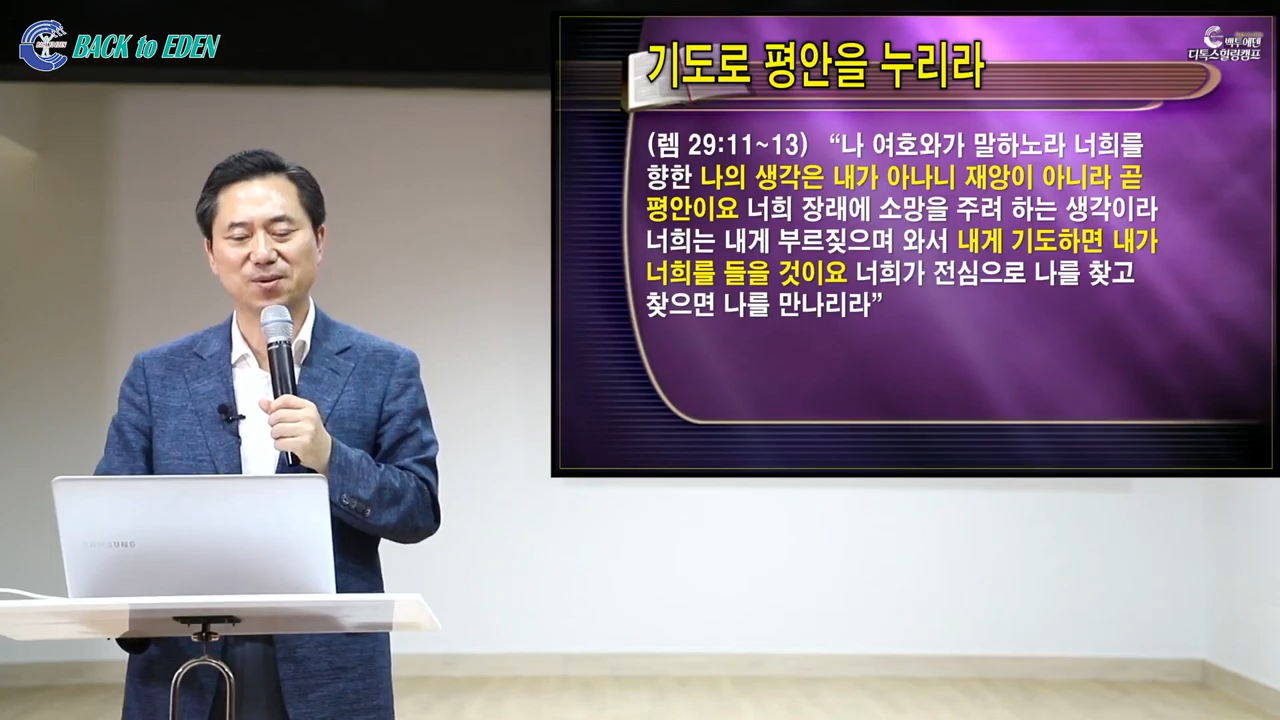 BACK to EDEN
백투에덴
디톡스힐링캠프
기도로 평안을 누리라
(렘 29:11~13) “나 여호와가 말하노라 너희를
향한 나의 생각은 내가 아나니 재앙이 아니라 곧
평안이요 너희 장래에 소망을 주려 하는 생각이라
너희는 내게 부르짖으며 와서 내게 기도하면 내가
너희를 들을 것이요 너희가 전심으로 나를 찾고
찾으면 나를 만나리라”
SAMSUNG